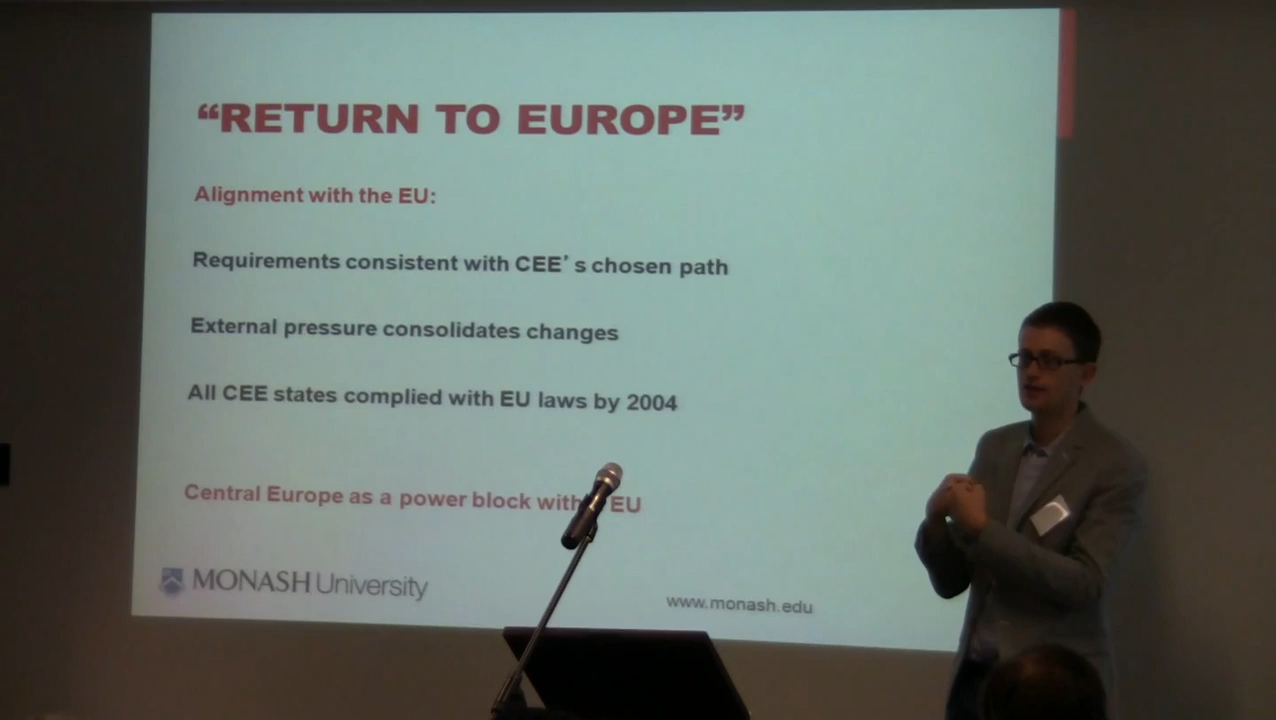 “RETURN TO EUROPE”
Alignment with the EU:
Requirements consistent with CEE’ s chosen path
External pressure consolidates changes
All CEE states complied with EU laws by 2004
Central Europe as a power block with EU
MONASH University
www.monash.edu